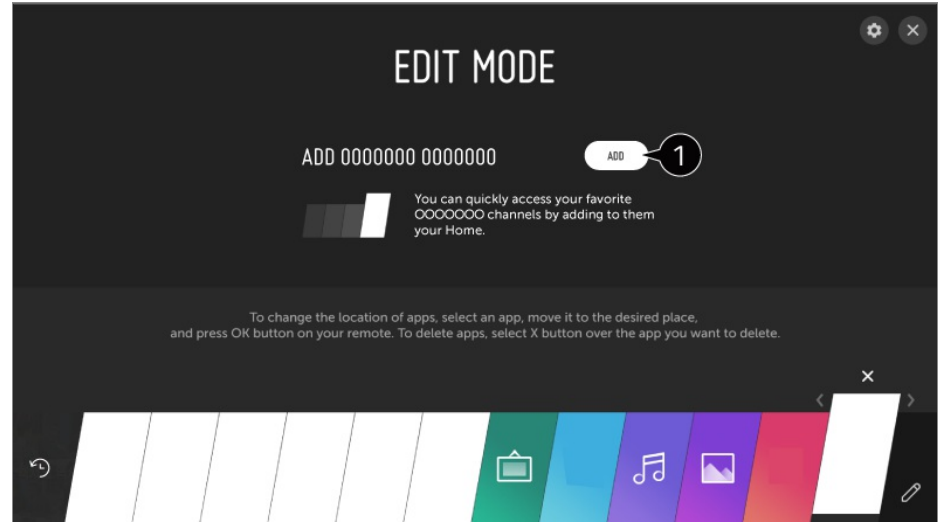 EDIT MODE
ADD OOOOOOO OOOOOOO
ADD
1
You can quickly access your favorite
OOOOOOO channels by adding to them
your Home.
To change the location of apps, select an app, move it to the desired place,
and press OK button on your remote. To delete apps, select X button over the app you want to delete.